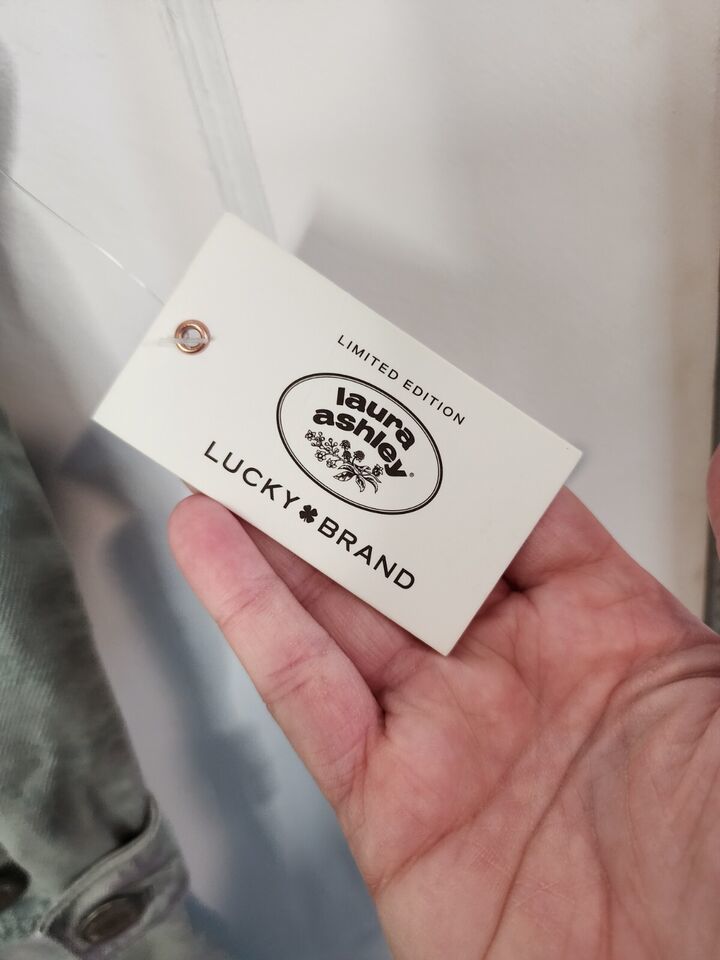 LIMITED EDITION
laura
ashley®
LUCKY BRAND